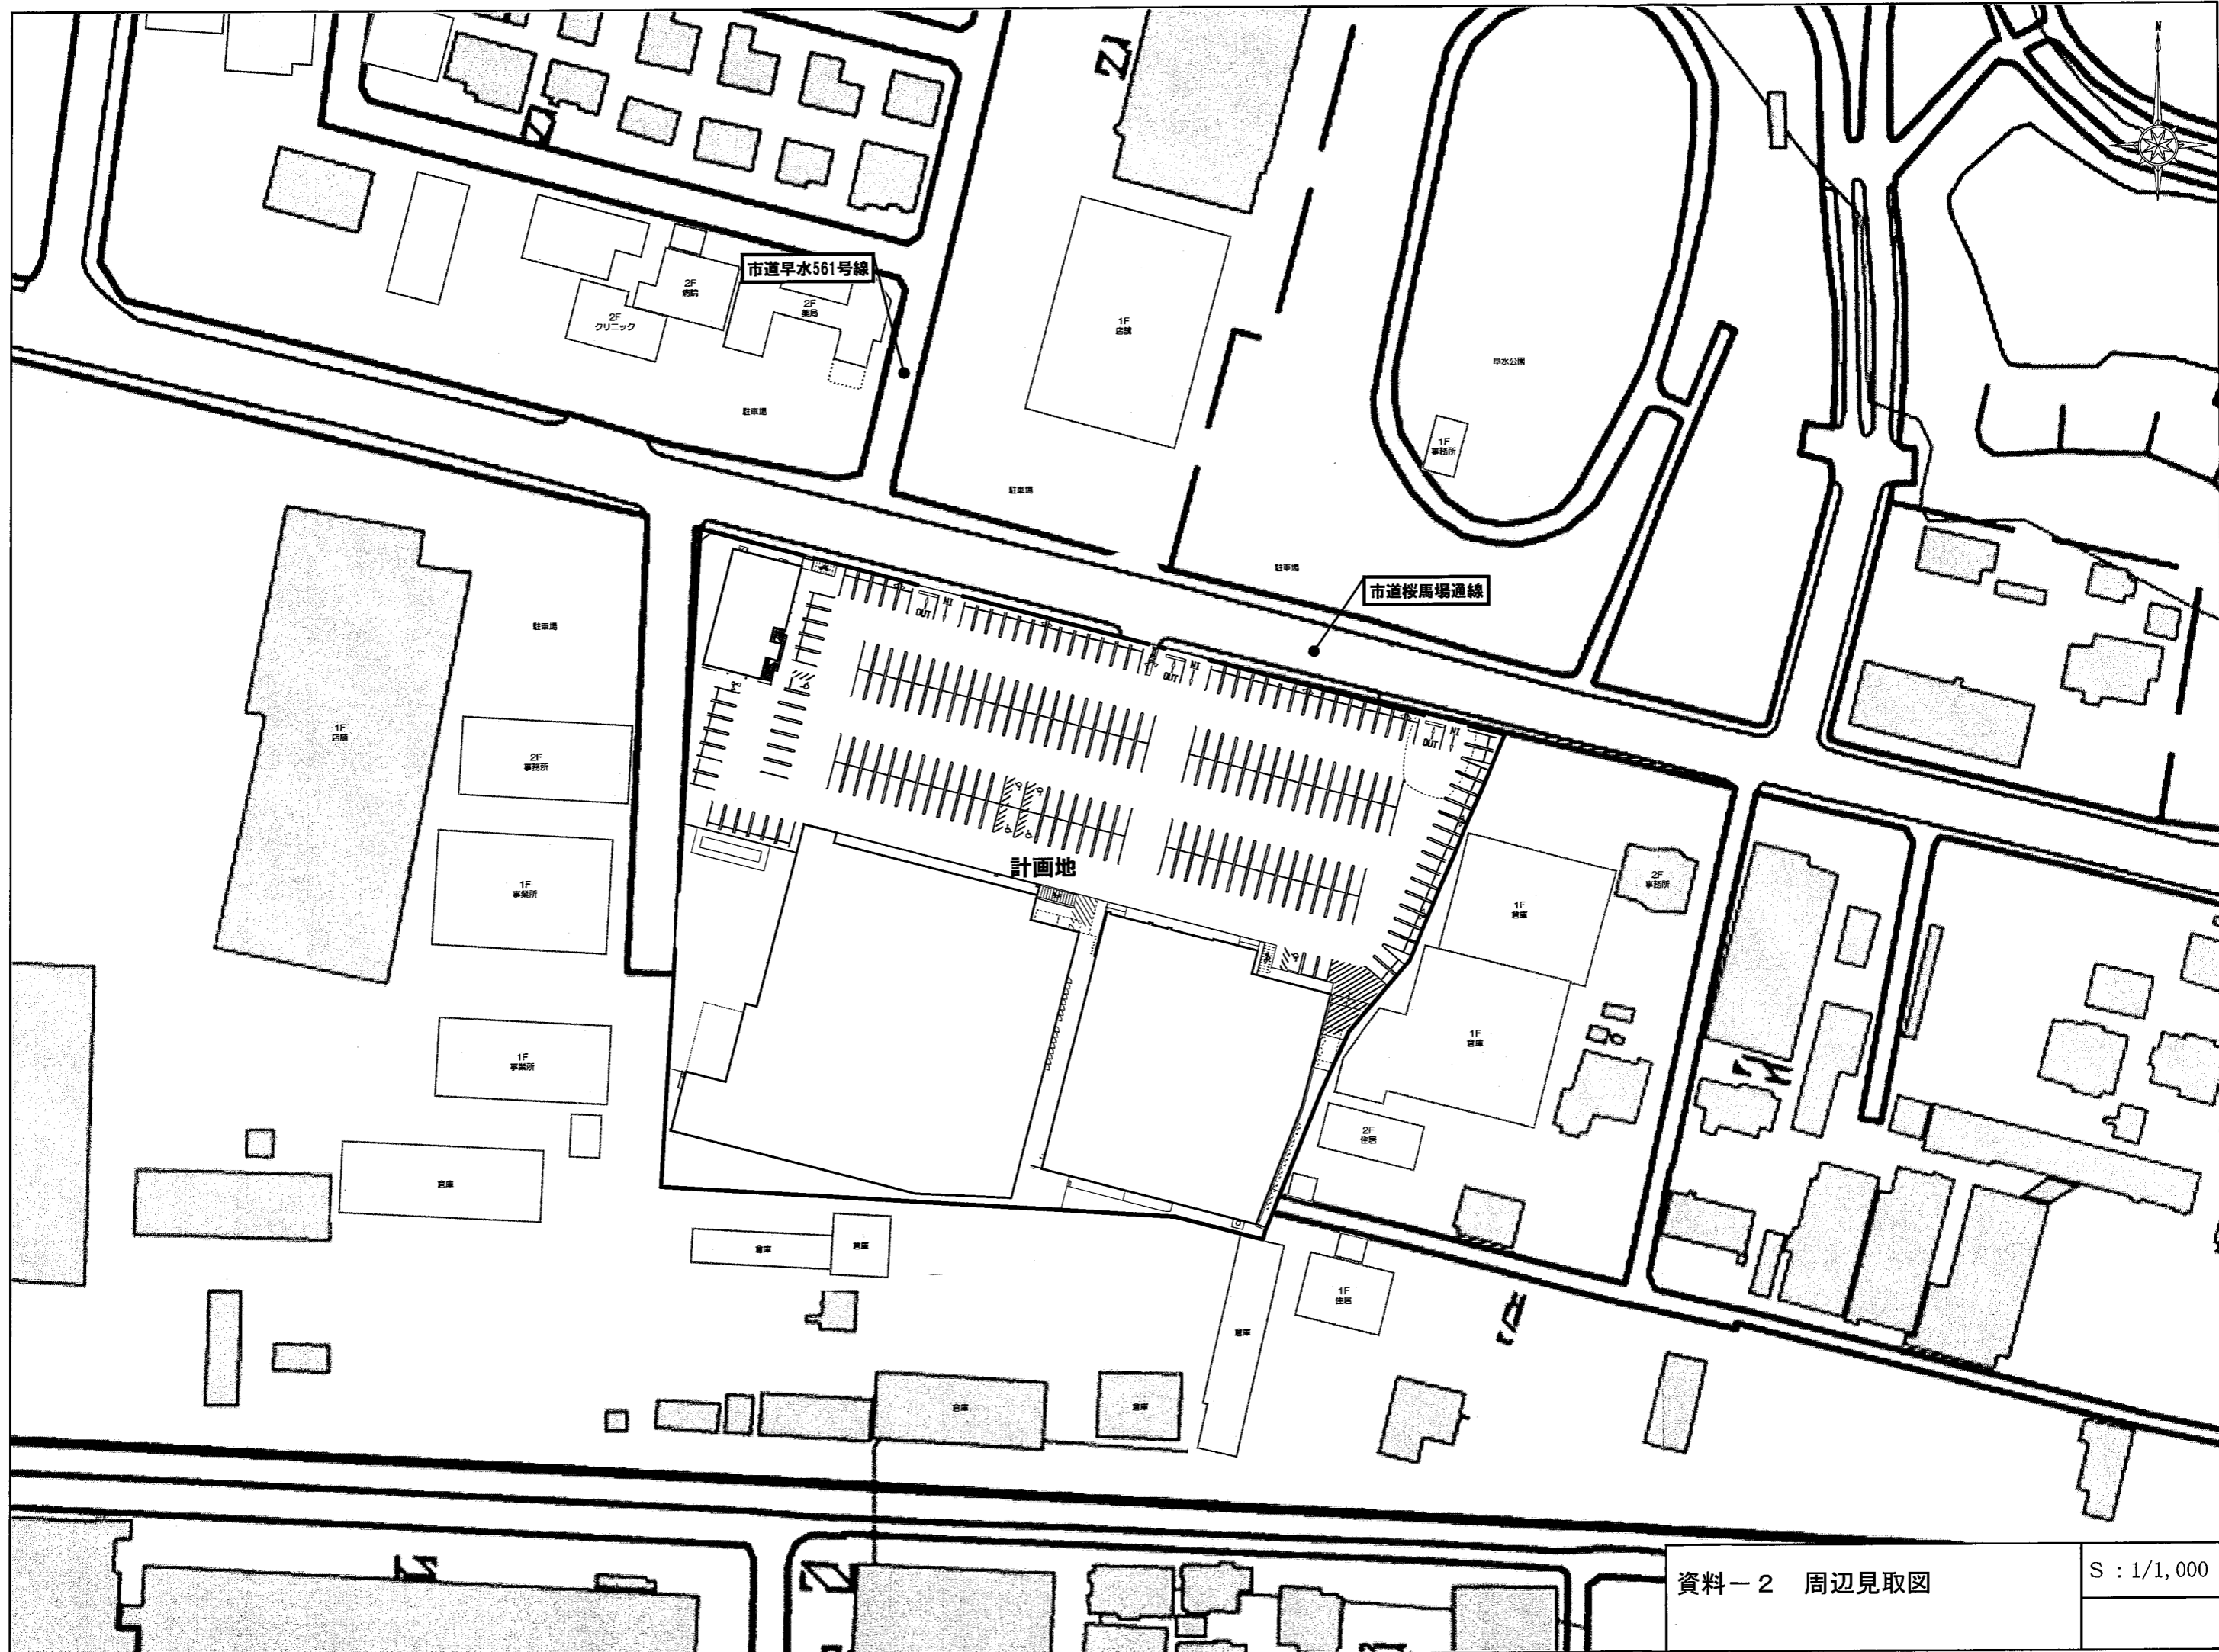 N
市道早水561号線
2F
病院
2F
薬局
2F
クリニック
駐車場
1F
店舗
駐車場
早水公園
1F
事務所
駐車場
市道桜馬場通線
駐車場
OUT
IN
OUT
IN
OUT
IN
1F
店舗
2F
事務所
1F
事業所
1F
事業所
倉庫
計画地
1F
倉庫
2F
事務所
1F
倉庫
2F
住居
倉庫
倉庫
1F
住居
倉庫
倉庫
倉庫
資料－2 周辺見取図
S : 1/1,000